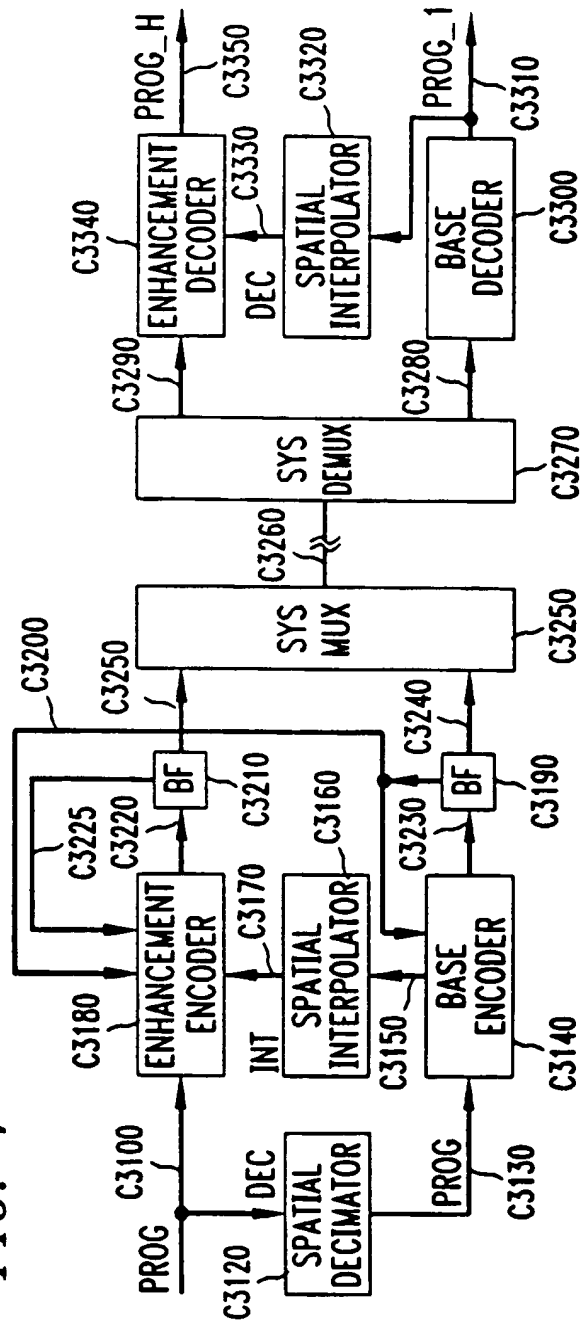 PROG
C3100
DEC
C3120
SPATIAL
DECIMATOR
PROG
C3130
C3180
ENHANCEMENT
ENCODER
INT
C3170
SPATIAL
INTERPOLATOR
C3160
C3150
BASE
ENCODER
C3140
C3225
C3220
BF
C3210
C3200
C3250
C3230
BF
C3190
C3240
SYS
MUX
C3250
C3260
SYS
DEMUX
C3270
C3290
C3280
C3340
ENHANCEMENT
DECODER
DEC
C3330
SPATIAL
INTERPOLATOR
C3320
BASE
DECODER
C3300
PROG_H
C3350
PROG_1
C3310